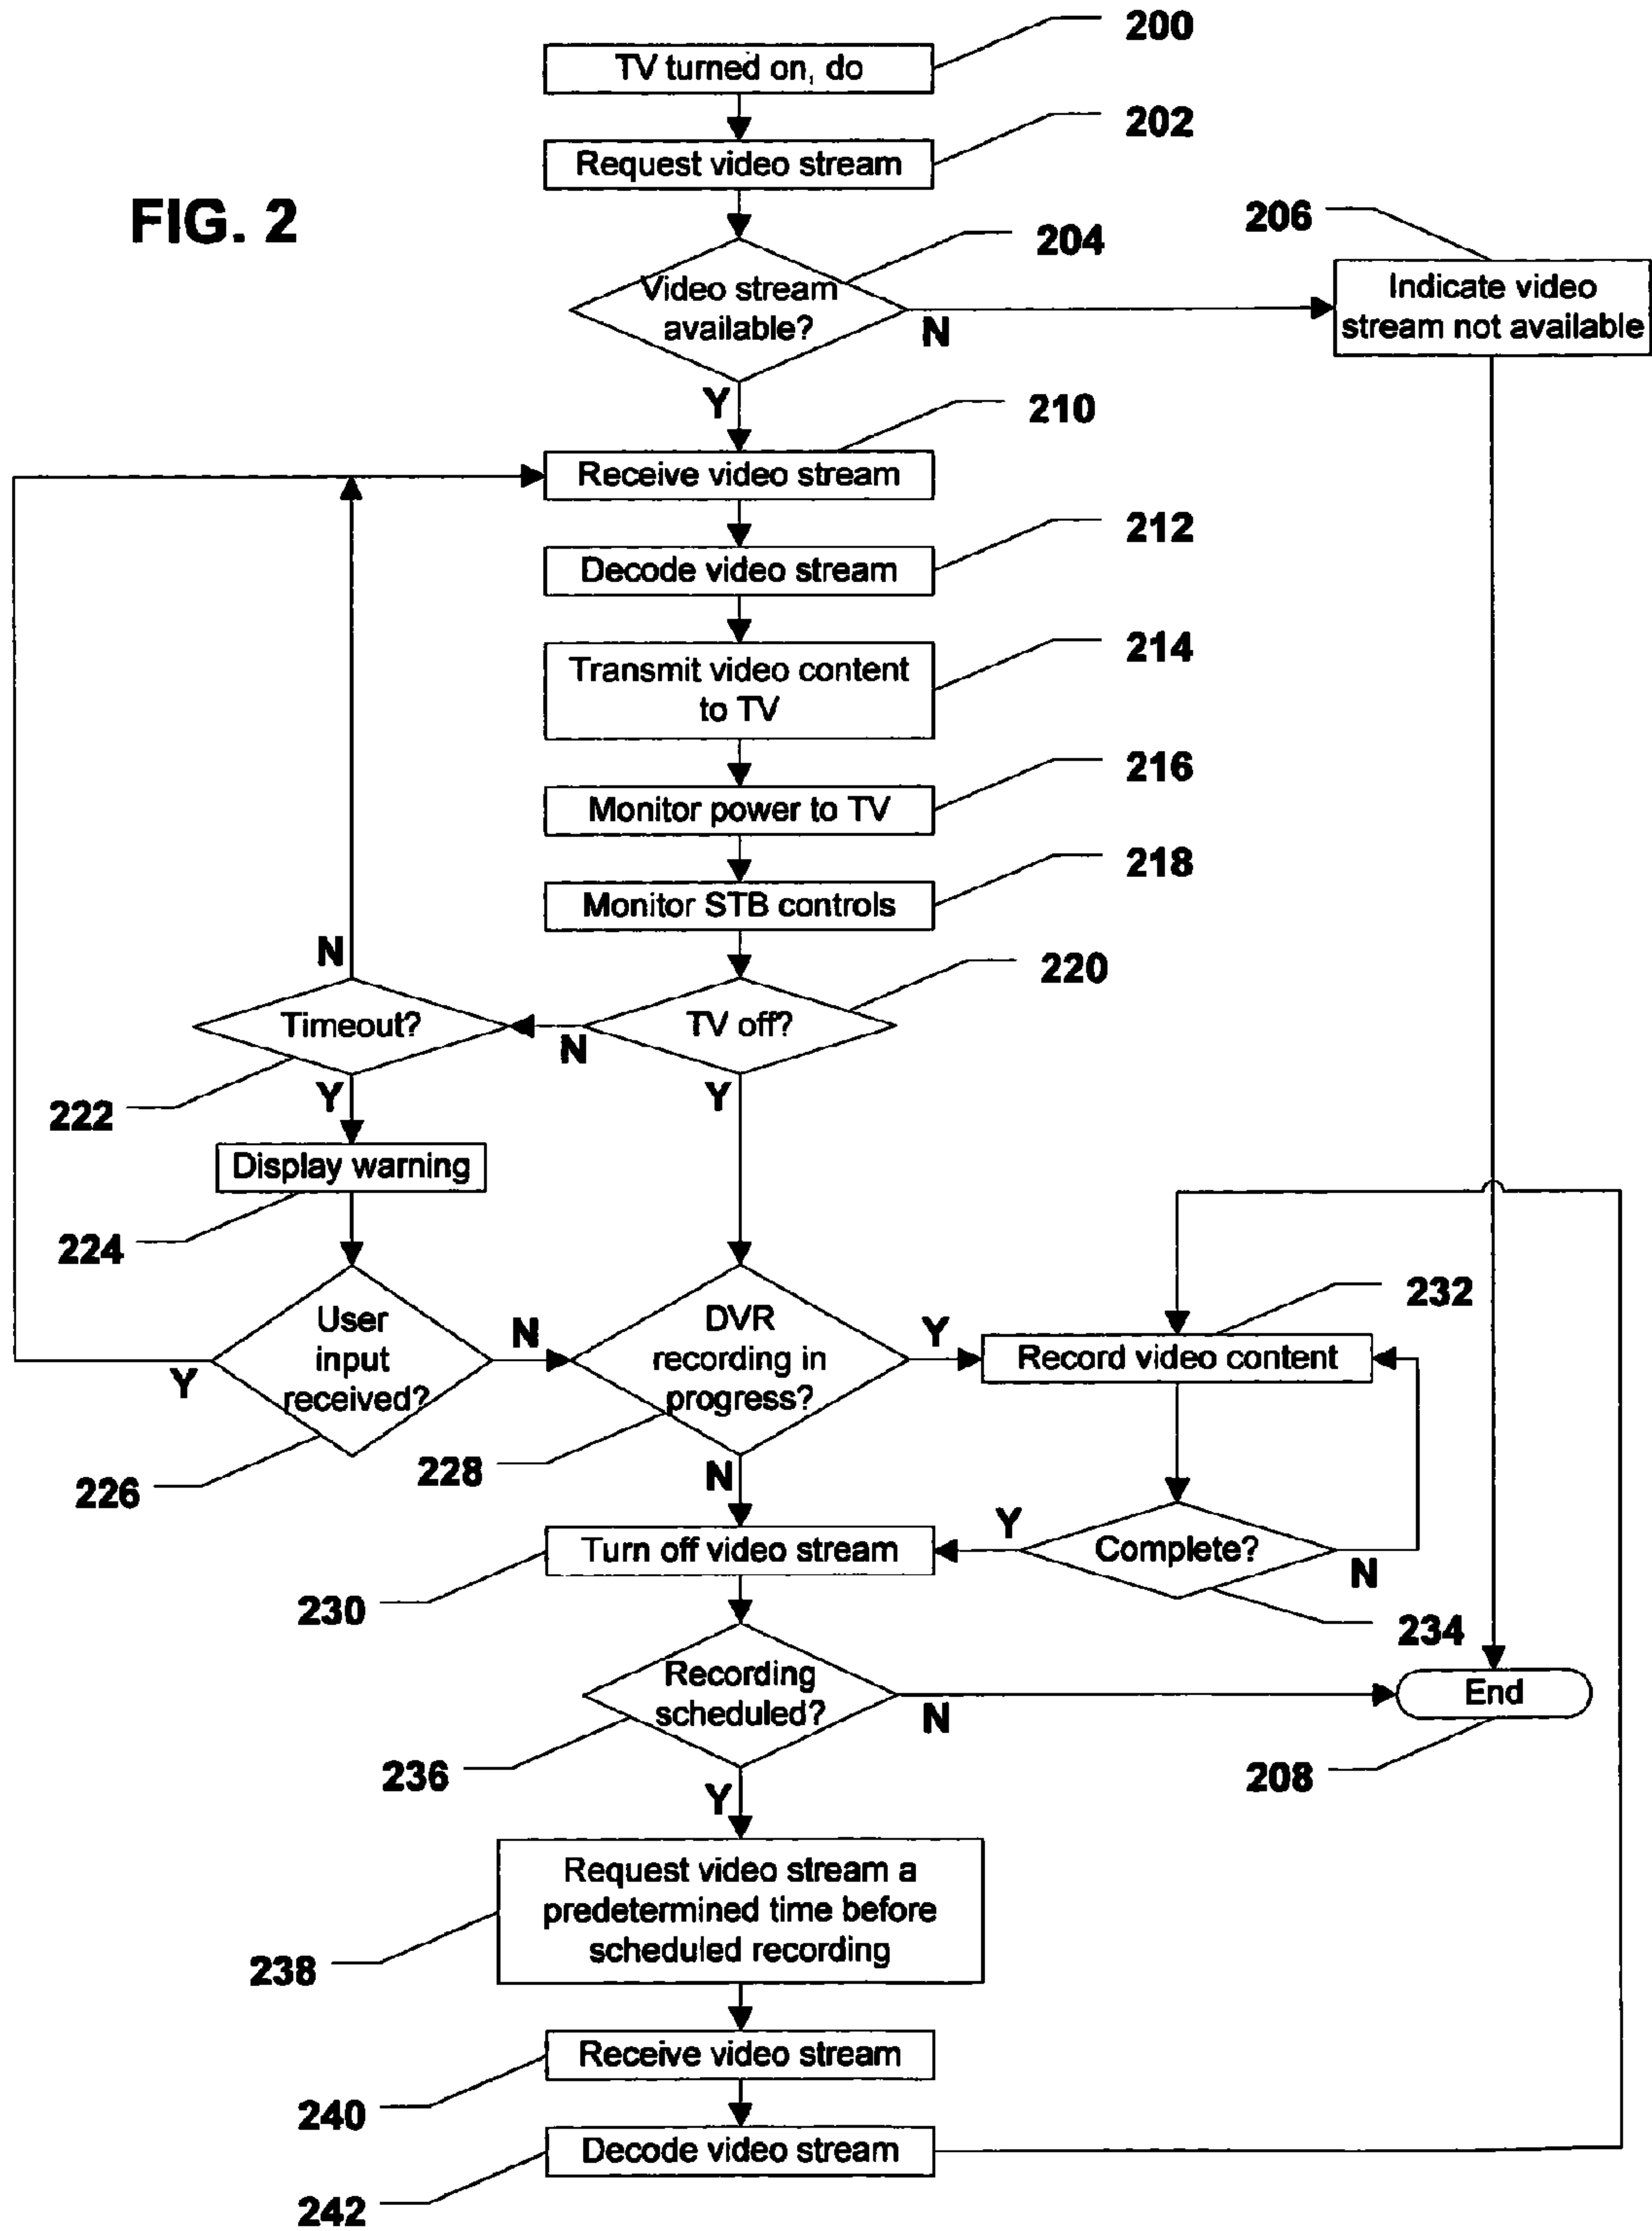 200
TV turned on, do
202
Request video stream
FIG. 2
206
204
Video stream
available?
N
Indicate video
stream not available
Y
210
Receive video stream
212
Decode video stream
214
Transmit video content
to TV
216
Monitor power to TV
218
Monitor STB controls
N
220
Timeout?
N
TV off?
222
Y
Y
Display warning
224
232
User
input
received?
Y
N
DVR
recording in
progress?
Y
Record video content
226
228
N
Y
Turn off video stream
Complete?
N
230
234
Recording
scheduled?
N
End
236
208
Y
Request video stream a
predetermined time before
scheduled recording
238
Receive video stream
240
Decode video stream
242